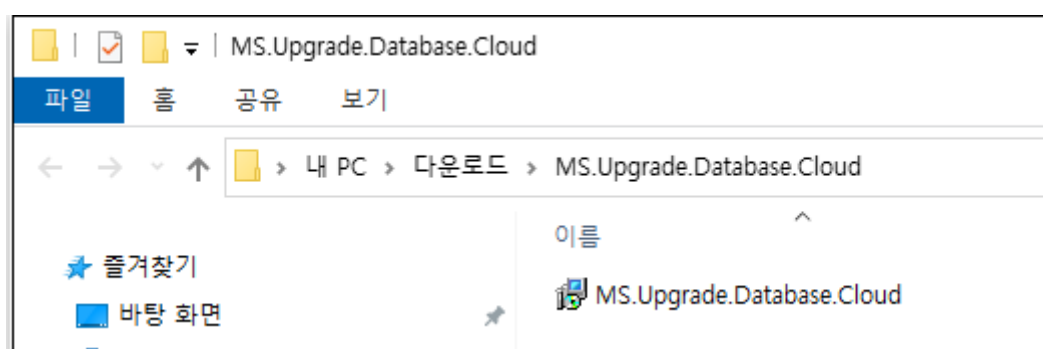 MS.Upgrade.Database.Cloud
파일 홈 공유 보기
내 PC > 다운로드 > MS.Upgrade.Database.Cloud
이름
즐겨찾기
MS.Upgrade.Database.Cloud
바탕 화면